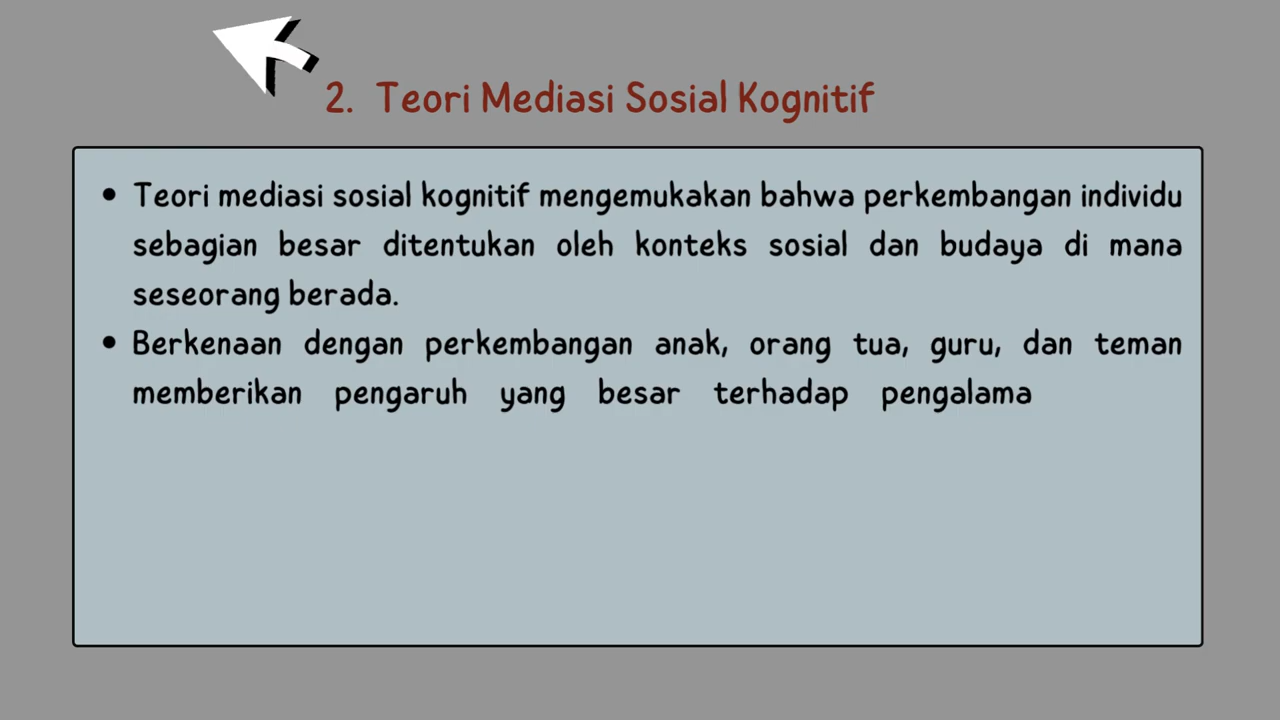 2. Teori Mediasi Sosial Kognitif
• Teori mediasi sosial kognitif mengemukakan bahwa perkembangan individu
sebagian besar ditentukan oleh konteks sosial dan budaya di mana
seseorang berada.
• Berkenaan dengan perkembangan anak, orang tua, guru, dan teman
memberikan pengaruh yang besar terhadap pengalama